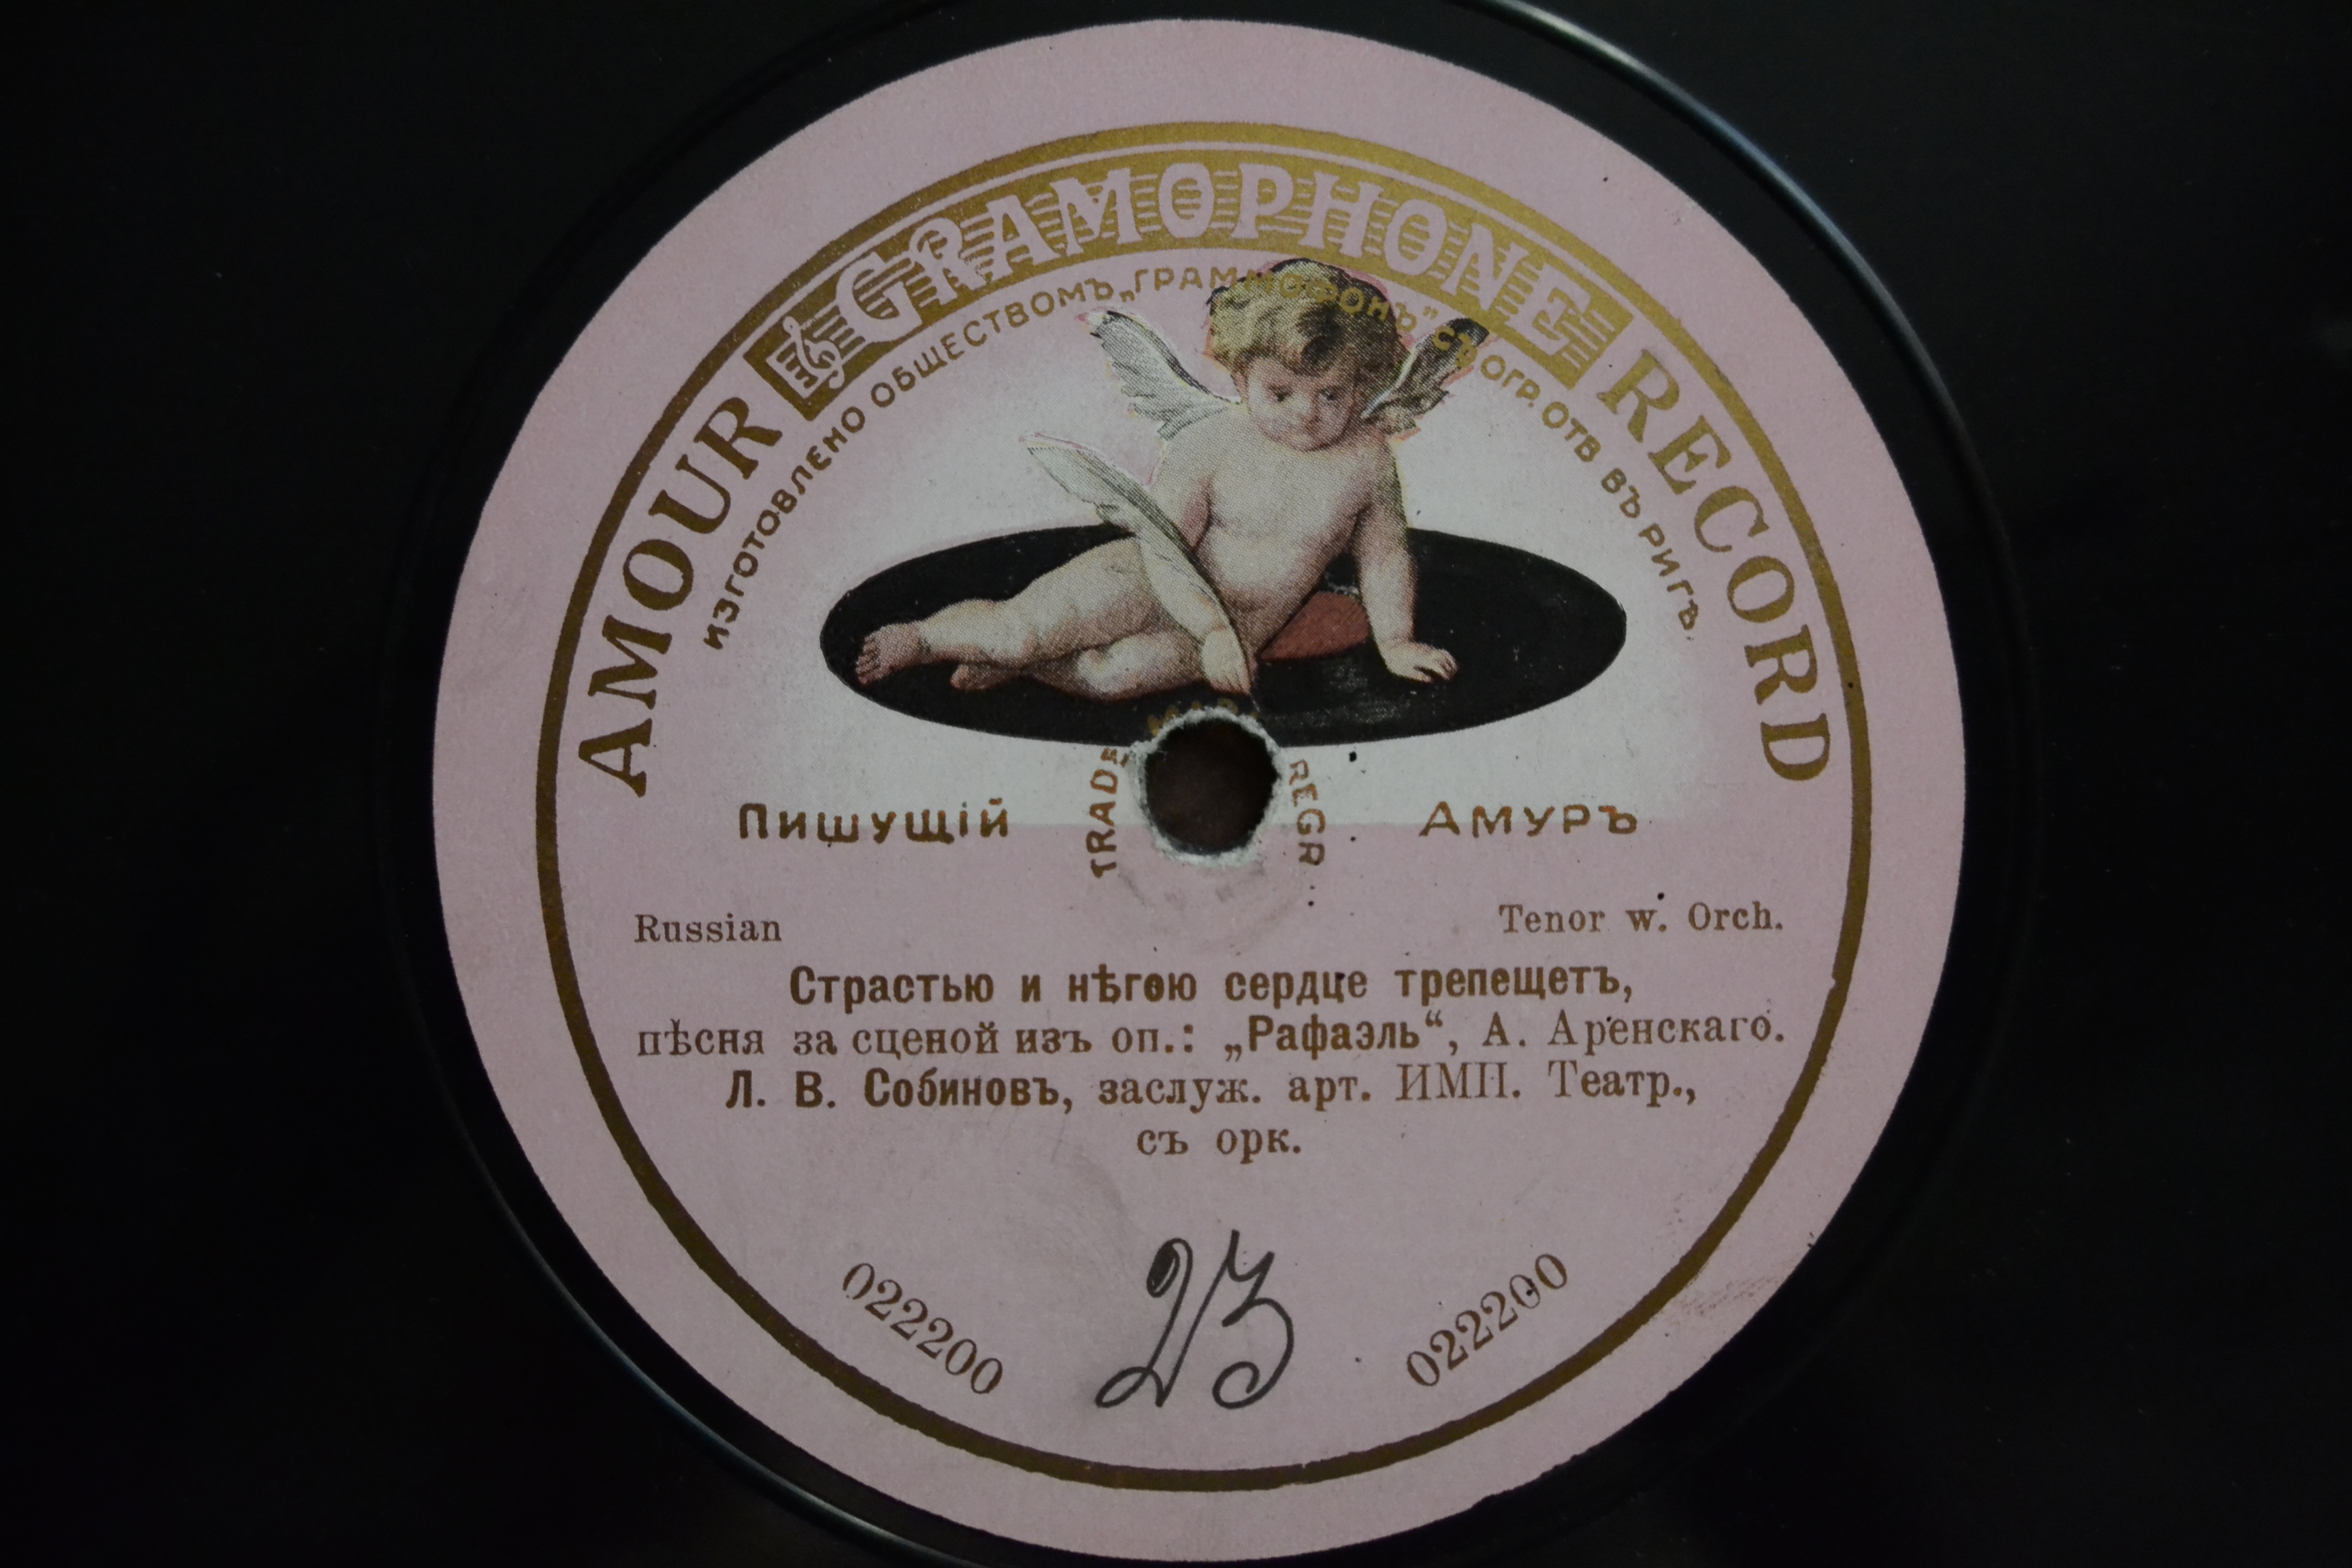 AMOUR GRAMOPHONE RECORD
ИЗГОТОВЛЕНО ОБЩЕСТВОМЪ „ГРАММОФОНЪ“ СЪ ОГР. ОТВ ВЪ РИГѢ.
TRADE MARK REGR
ПИШУЩІЙ АМУРЪ
Russian Tenor w. Orch.
Страстью и нѣгою сердце трепещетъ,
пѣсня за сценой изъ оп.: „Рафаэль“, А. Аренскаго.
Л. В. Собиновъ, заслуж. арт. ИМП. Театр.,
съ орк.
022200 022200
23